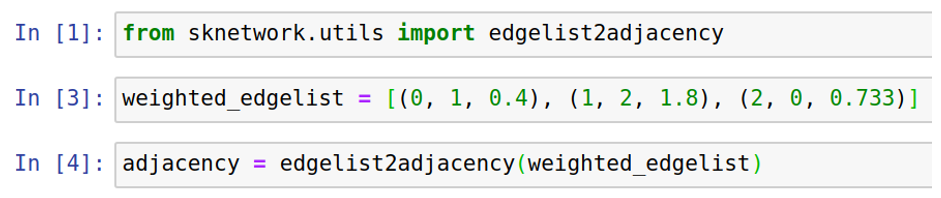 In [1]: from sknetwork.utils import edgelist2adjacency
In [3]: weighted_edgelist = [(0, 1, 0.4), (1, 2, 1.8), (2, 0, 0.733)]
In [4]: adjacency = edgelist2adjacency(weighted_edgelist)